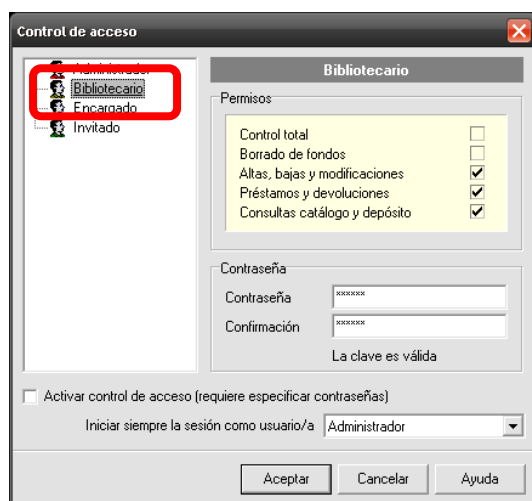 Control de acceso
Administrador
Bibliotecario
Encargado
Invitado
Bibliotecario
Permisos
Control total
Borrado de fondos
Altas, bajas y modificaciones
Préstamos y devoluciones
Consultas catálogo y depósito
Contraseña
Contraseña xxxxxx
Confirmación xxxxxx
La clave es válida
Activar control de acceso (requiere especificar contraseñas)
Iniciar siempre la sesión como usuario/a Administrador
Aceptar Cancelar Ayuda